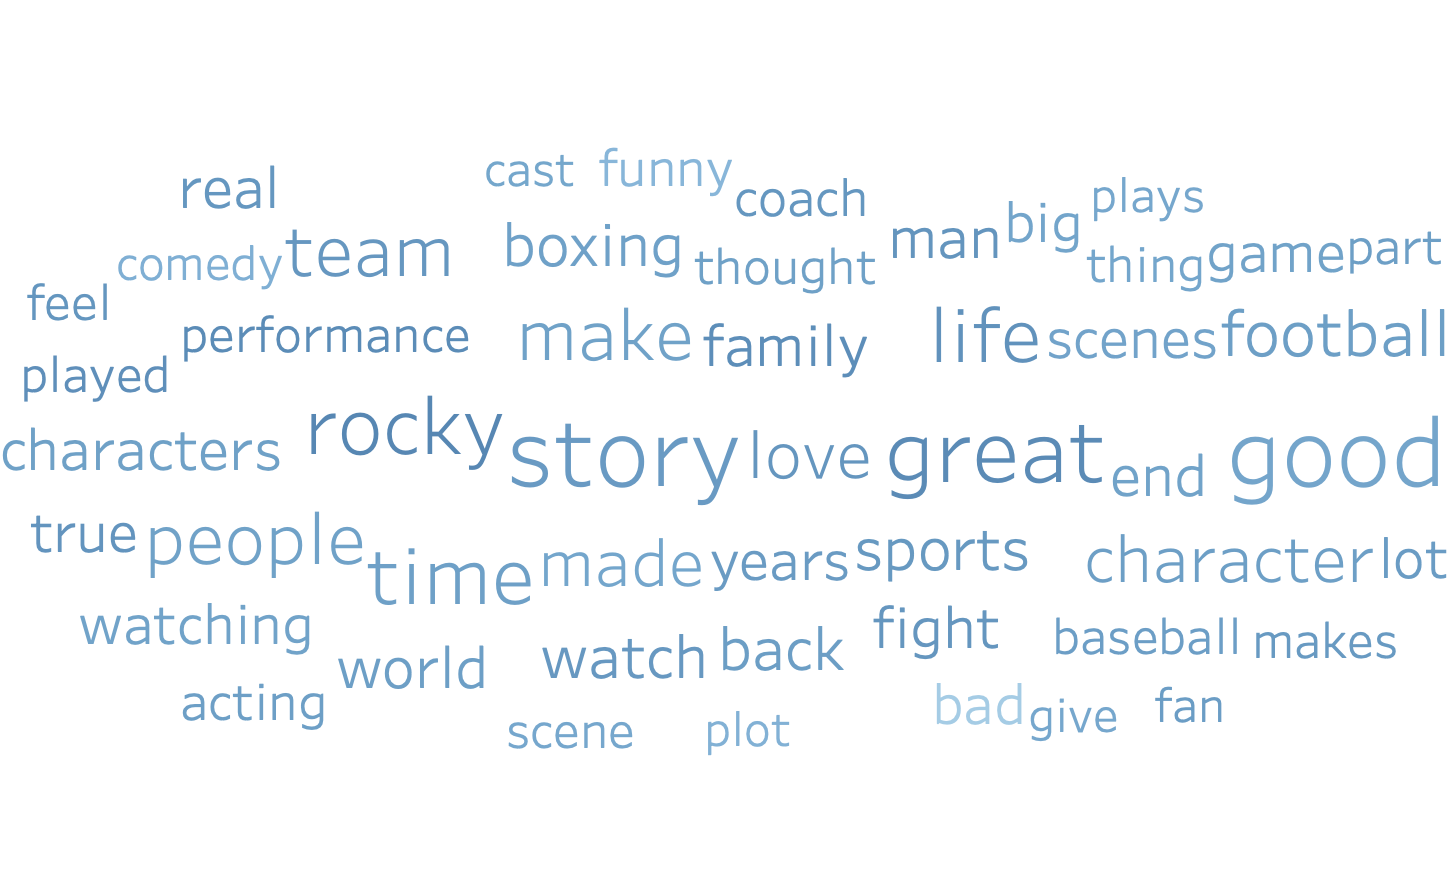 cast funny
real coach plays
team boxing man big
comedy thought thing game part
feel
performance make family life scenes football
played
rocky
characters story love great end good
true people
time made years sports character lot
watching fight baseball makes
world watch back
acting bad give fan
scene plot